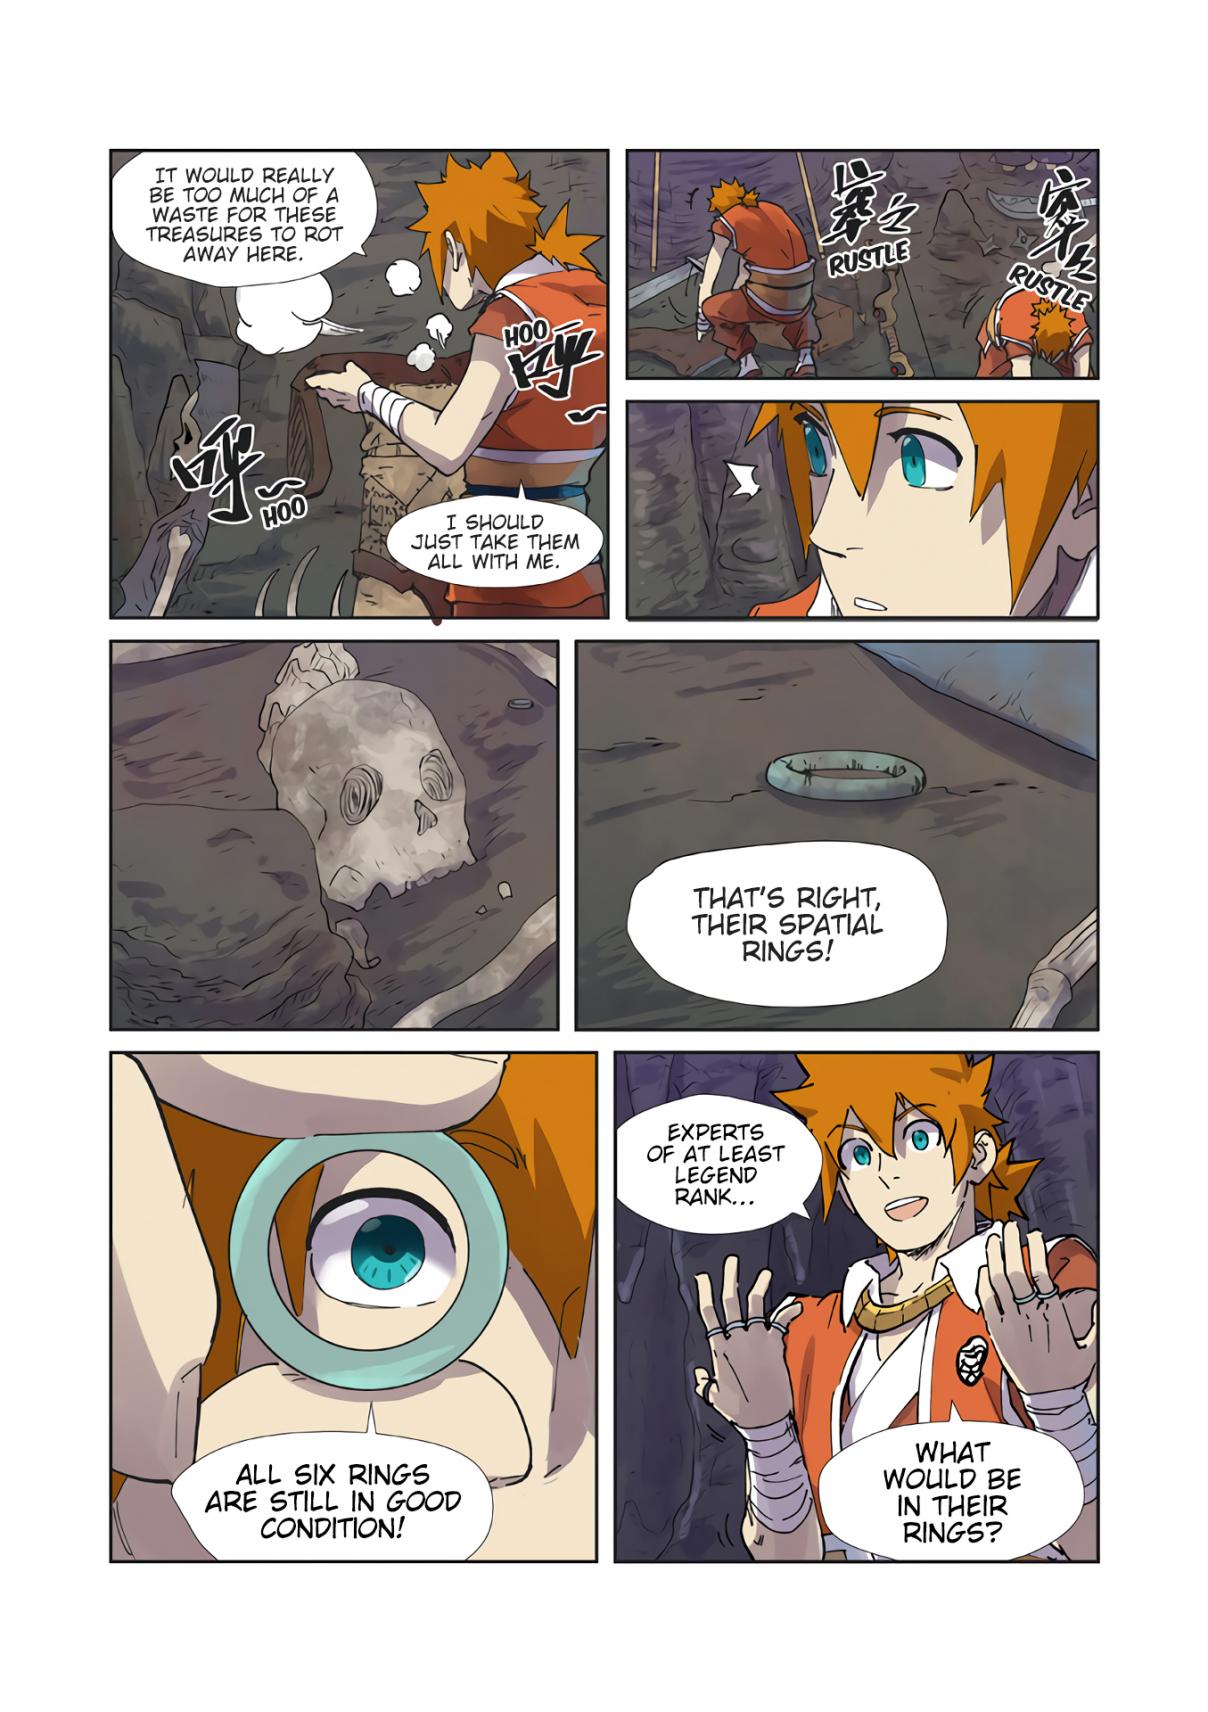 IT WOULD REALLY
BE TOO MUCH OF A
WASTE FOR THESE
TREASURES TO ROT
AWAY HERE.
HOO
呼~
呼~
HOO
I SHOULD
JUST TAKE THEM
ALL WITH ME.
RUSTLE
RUSTLE
THAT'S RIGHT,
THEIR SPATIAL
RINGS!
ALL SIX RINGS
ARE STILL IN GOOD
CONDITION!
EXPERTS
OF AT LEAST
LEGEND
RANK...
WHAT
WOULD BE
IN THEIR
RINGS?